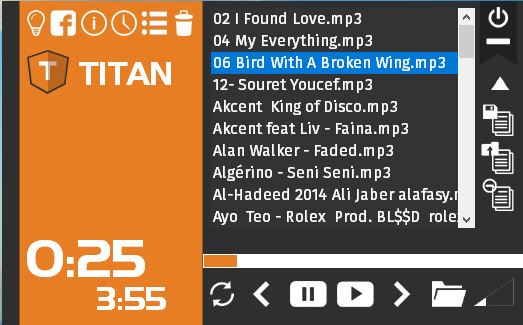 TITAN
02 I Found Love.mp3
04 My Everything.mp3
06 Bird With A Broken Wing.mp3
12- Souret Youcef.mp3
Akcent  King of Disco.mp3
Akcent feat Liv - Faina.mp3
Alan Walker - Faded.mp3
Algérino - Seni Seni.mp3
Al-Hadeed 2014 Ali Jaber alafasy.m
Ayo  Teo - Rolex  Prod. BL$$D  role
0:25
3:55